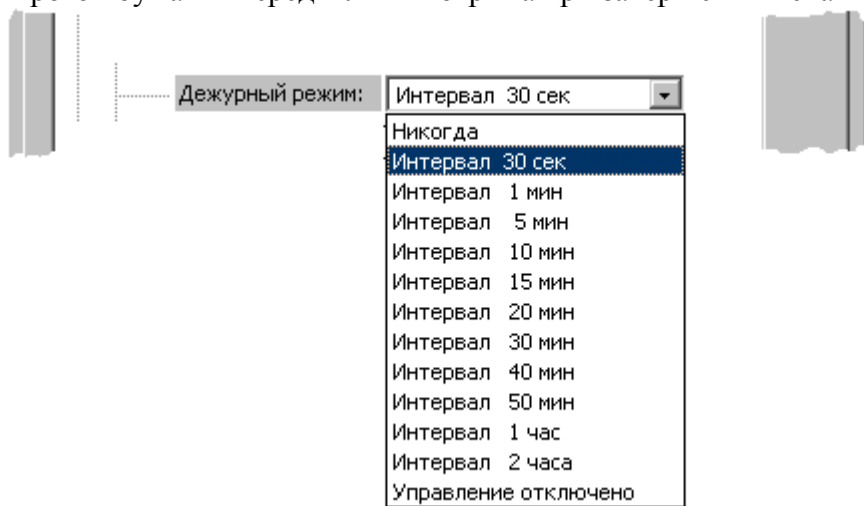 Дежурный режим: Интервал 30 сек
Никогда
Интервал 30 сек
Интервал 1 мин
Интервал 5 мин
Интервал 10 мин
Интервал 15 мин
Интервал 20 мин
Интервал 30 мин
Интервал 40 мин
Интервал 50 мин
Интервал 1 час
Интервал 2 часа
Управление отключено